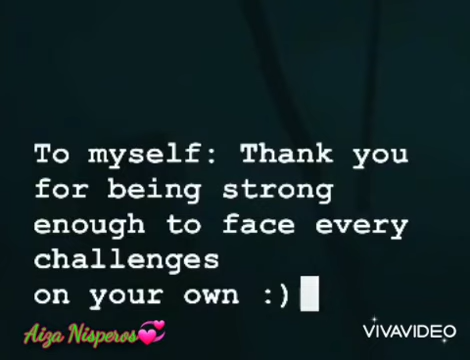 To myself: Thank you
for being strong
enough to face every
challenges
on your own :)
Aiza Nisperos💞
VIVAVIDEO